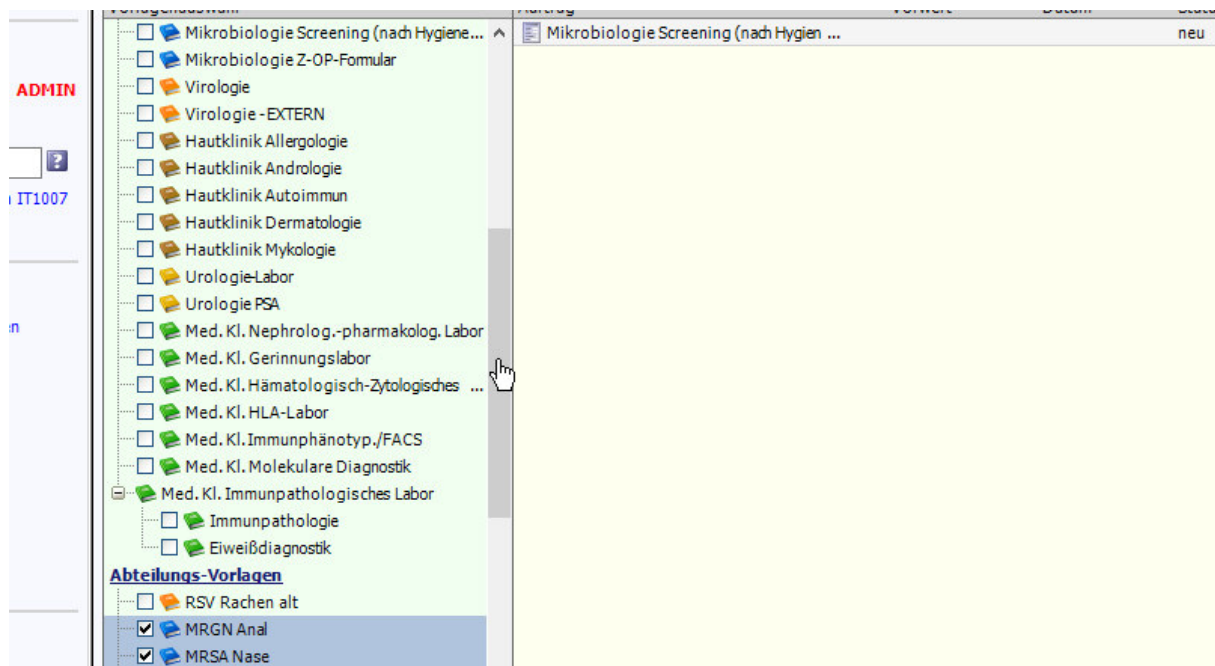 Mikrobiologie Screening (nach Hygiene...
Mikrobiologie Screening (nach Hygien ...
neu
Mikrobiologie Z-OP-Formular
ADMIN
Virologie
Virologie -EXTERN
Hautklinik Allergologie
?
Hautklinik Andrologie
IT1007
Hautklinik Autoimmun
Hautklinik Dermatologie
Hautklinik Mykologie
Urologie-Labor
Urologie PSA
en
Med. Kl. Nephrolog.-pharmakolog. Labor
Med. Kl. Gerinnungslabor
Med. Kl. Hämatologisch-Zytologisches ...
Med. Kl. HLA-Labor
Med. Kl. Immunphänotyp./FACS
Med. Kl. Molekulare Diagnostik
Med. Kl. Immunpathologisches Labor
Immunpathologie
Eiweißdiagnostik
Abteilungs-Vorlagen
RSV Rachen alt
MRGN Anal
MRSA Nase